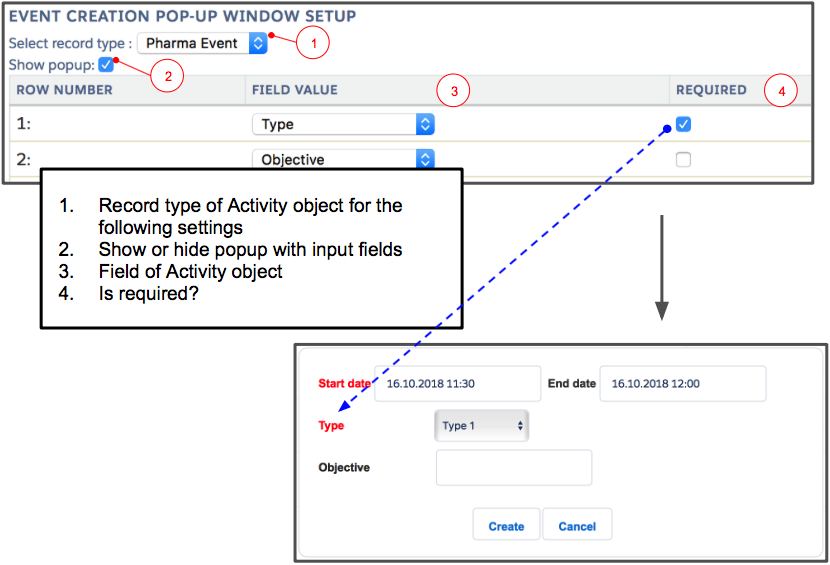 EVENT CREATION POP-UP WINDOW SETUP
Select record type : Pharma Event 1
Show popup: 2
ROW NUMBER FIELD VALUE 3 REQUIRED 4
1: Type
2: Objective
1. Record type of Activity object for the
following settings
2. Show or hide popup with input fields
3. Field of Activity object
4. Is required?
Start date 16.10.2018 11:30 End date 16.10.2018 12:00
Type Type 1
Objective
Create Cancel